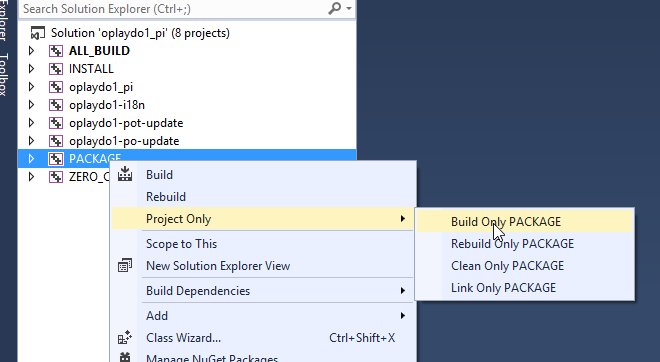 Search Solution Explorer (Ctrl+;)
Explorer
Toolbox
Solution 'oplaydo1_pi' (8 projects)
ALL_BUILD
INSTALL
oplaydo1_pi
oplaydo1-i18n
oplaydo1-pot-update
oplaydo1-po-update
PACKAGE
ZERO_C
Build
Rebuild
Project Only
Scope to This
New Solution Explorer View
Build Dependencies
Add
Class Wizard... Ctrl+Shift+X
Manage NuGet Packages
Build Only PACKAGE
Rebuild Only PACKAGE
Clean Only PACKAGE
Link Only PACKAGE